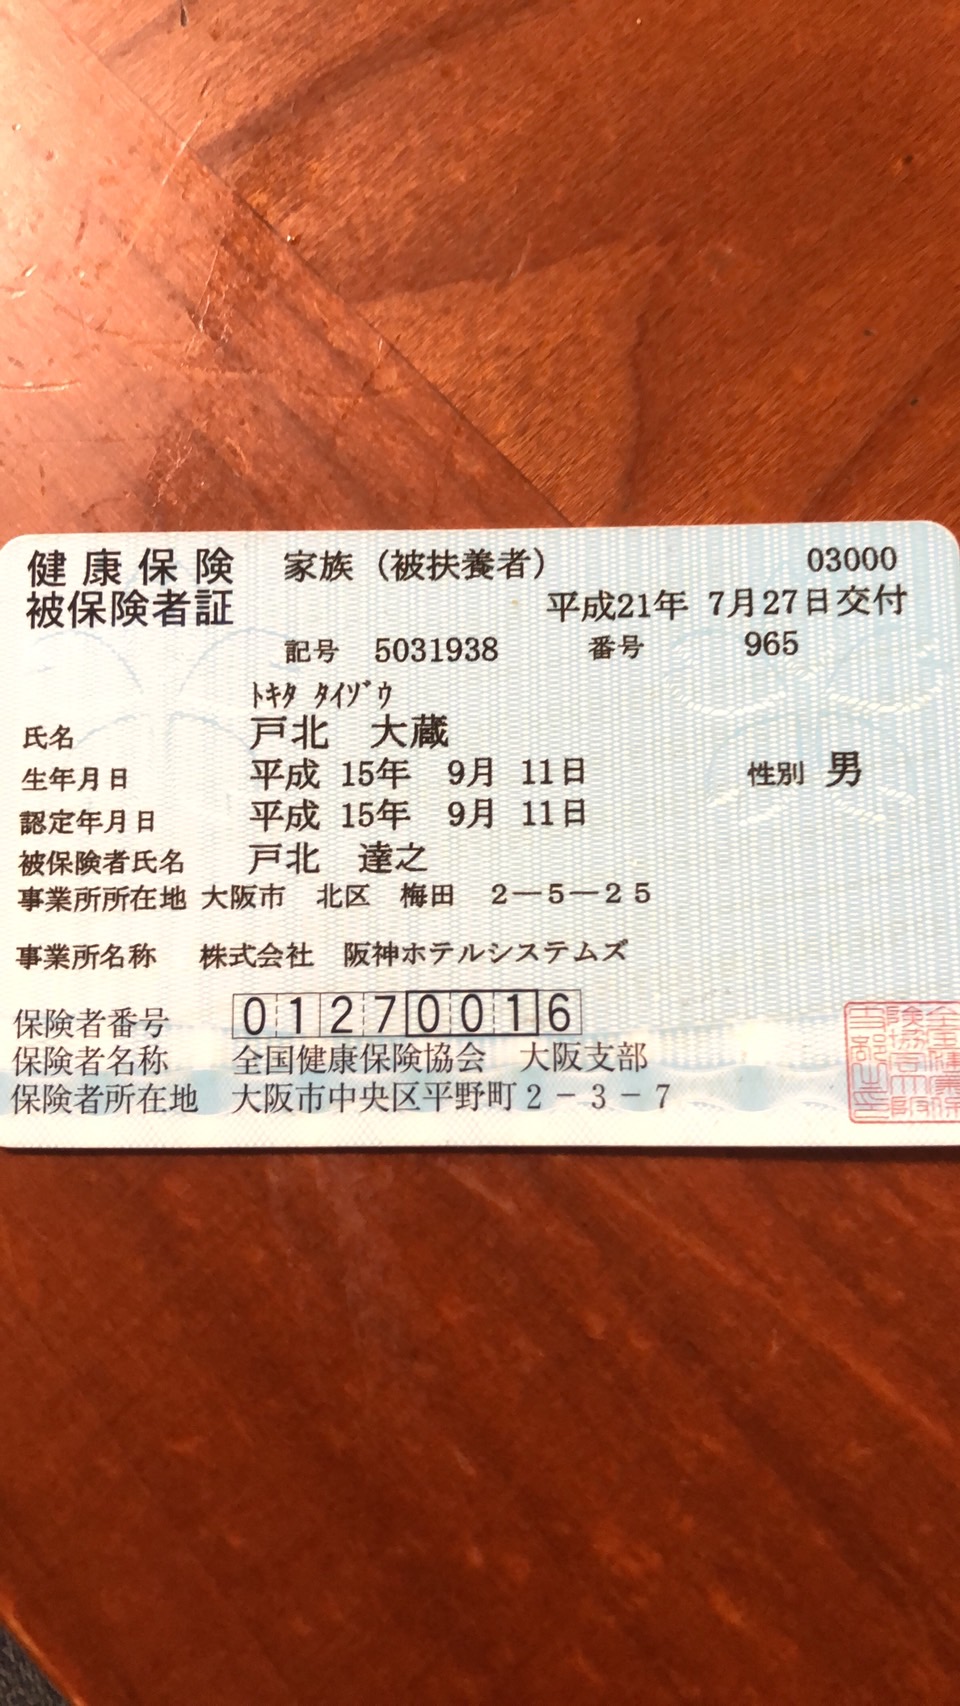 健康保険 家族（被扶養者） 03000
被保険者証 平成21年 7月27日交付
記号 5031938 番号 965
ﾄｷﾀ ﾀｲｿﾞｳ
氏名 戸北 大蔵
生年月日 平成 15年 9月 11日 性別 男
認定年月日 平成 15年 9月 11日
被保険者氏名 戸北 達之
事業所所在地 大阪市 北区 梅田 ２－５－２５
事業所名称 株式会社 阪神ホテルシステムズ
保険者番号 01270016
保険者名称 全国健康保険協会 大阪支部
保険者所在地 大阪市中央区平野町２－３－７